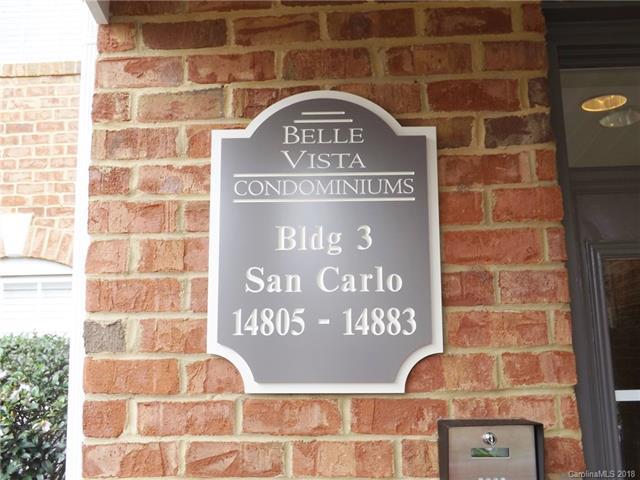 BELLE
VISTA
CONDOMINIUMS
Bldg 3
San Carlo
14805 - 14883
CarolinaMLS 2018